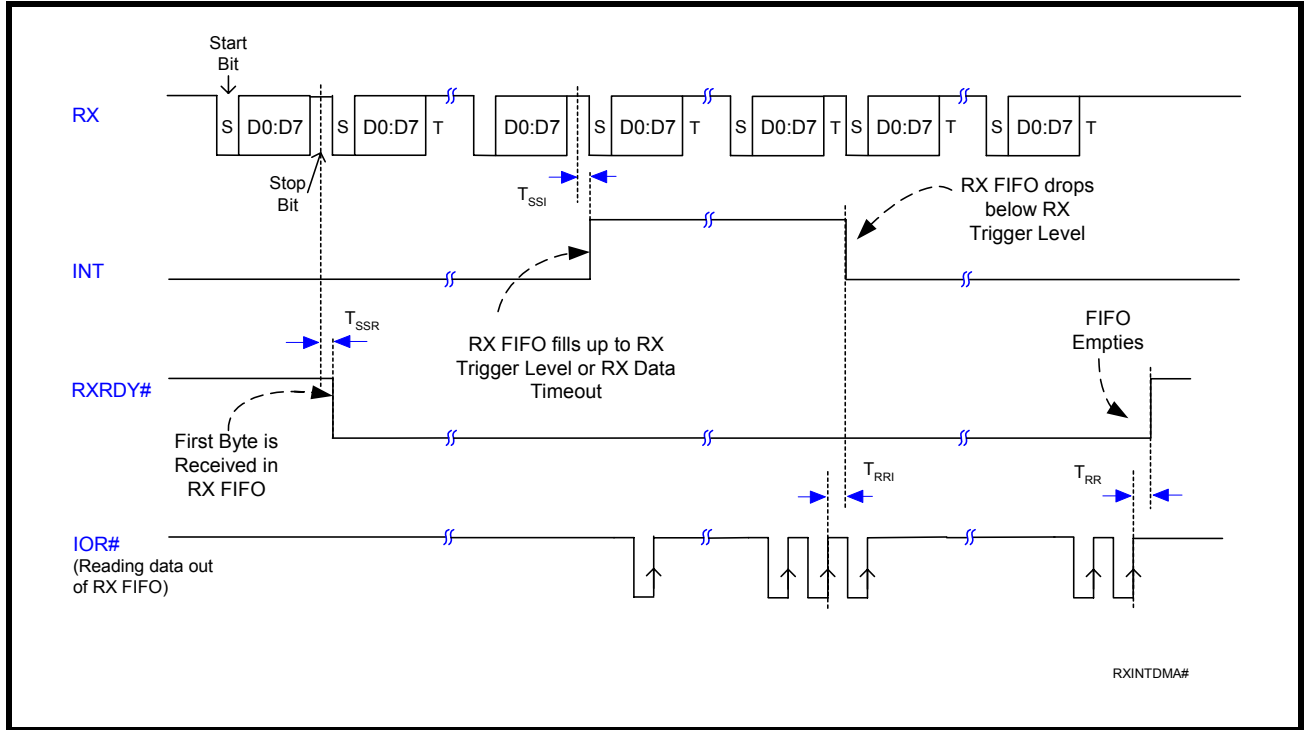 Start
Bit
RX
S D0:D7 S D0:D7 T D0:D7 S D0:D7 T S D0:D7 T S D0:D7 T S D0:D7 T
Stop
Bit
TSSI
RX FIFO drops
below RX
Trigger Level
INT
TSSR
RX FIFO fills up to RX
Trigger Level or RX Data
Timeout
FIFO
Empties
RXRDY#
First Byte is
Received in
RX FIFO
TRRI
TRR
IOR#
(Reading data out
of RX FIFO)
RXINTDMA#